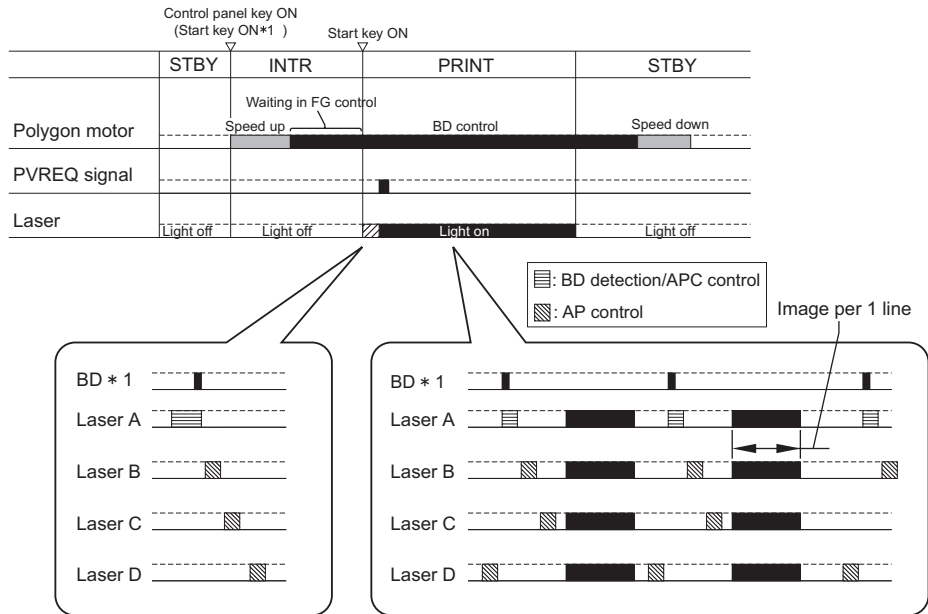 Control panel key ON
(Start key ON*1 )
Start key ON
STBY INTR PRINT STBY
Waiting in FG control
Polygon motor Speed up BD control Speed down
PVREQ signal
Laser
Light off Light off Light on Light off
: BD detection/APC control
: AP control
Image per 1 line
BD * 1
Laser A
Laser B
Laser C
Laser D
BD * 1
Laser A
Laser B
Laser C
Laser D